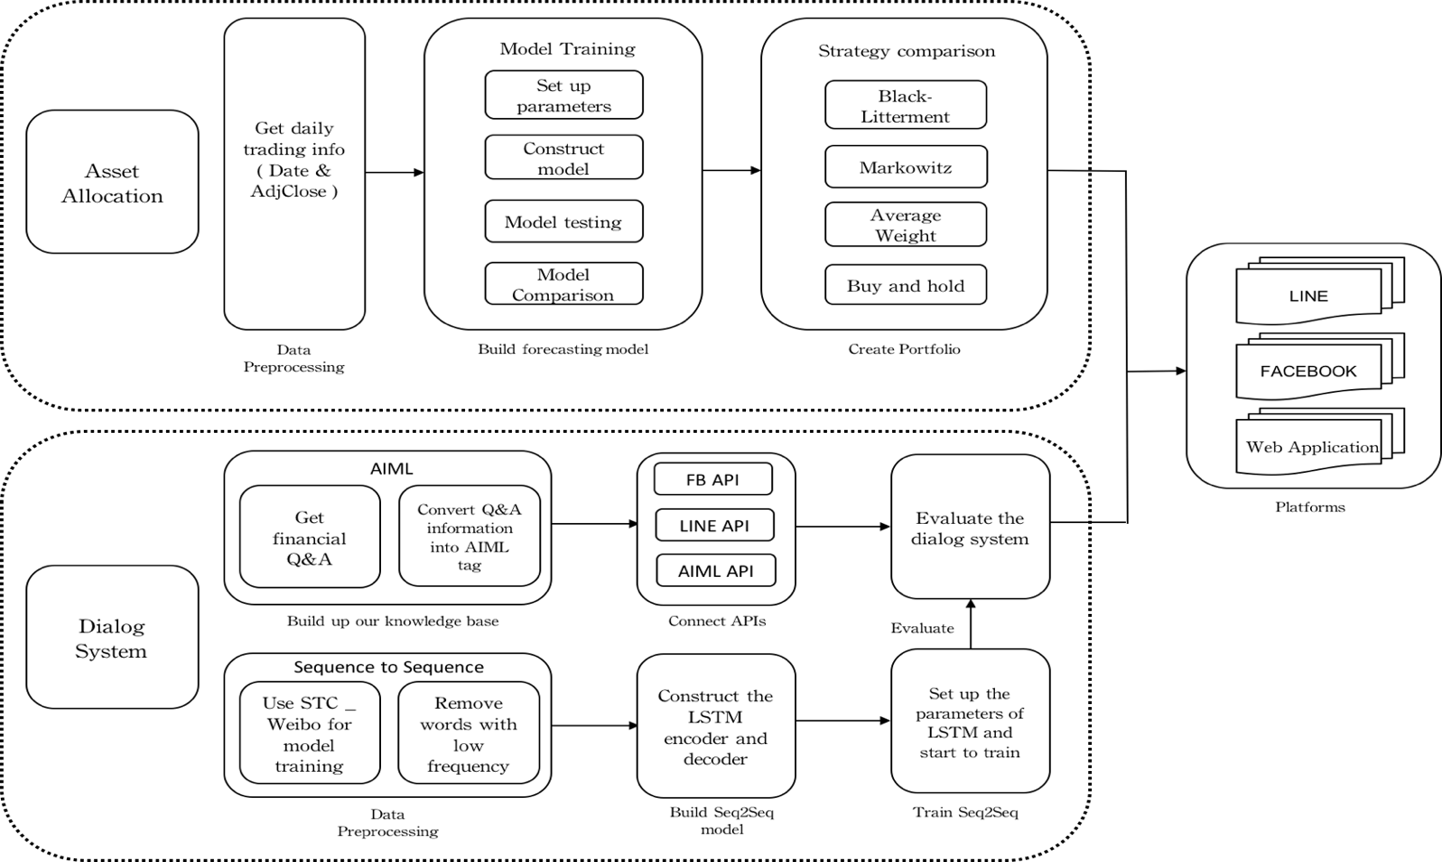 Asset
Allocation
Get daily
trading info
( Date &
AdjClose )
Data
Preprocessing
Model Training
Set up
parameters
Construct
model
Model testing
Model
Comparison
Build forecasting model
Strategy comparison
Black-
Litterment
Markowitz
Average
Weight
Buy and hold
Create Portfolio
LINE
FACEBOOK
Web Application
Platforms
Dialog
System
AIML
Get
financial
Q&A
Convert Q&A
information
into AIML
tag
Build up our knowledge base
FB API
LINE API
AIML API
Connect APIs
Evaluate the
dialog system
Evaluate
Sequence to Sequence
Use STC _
Weibo for
model
training
Remove
words with
low
frequency
Data
Preprocessing
Construct the
LSTM
encoder and
decoder
Build Seq2Seq
model
Set up the
parameters of
LSTM and
start to train
Train Seq2Seq